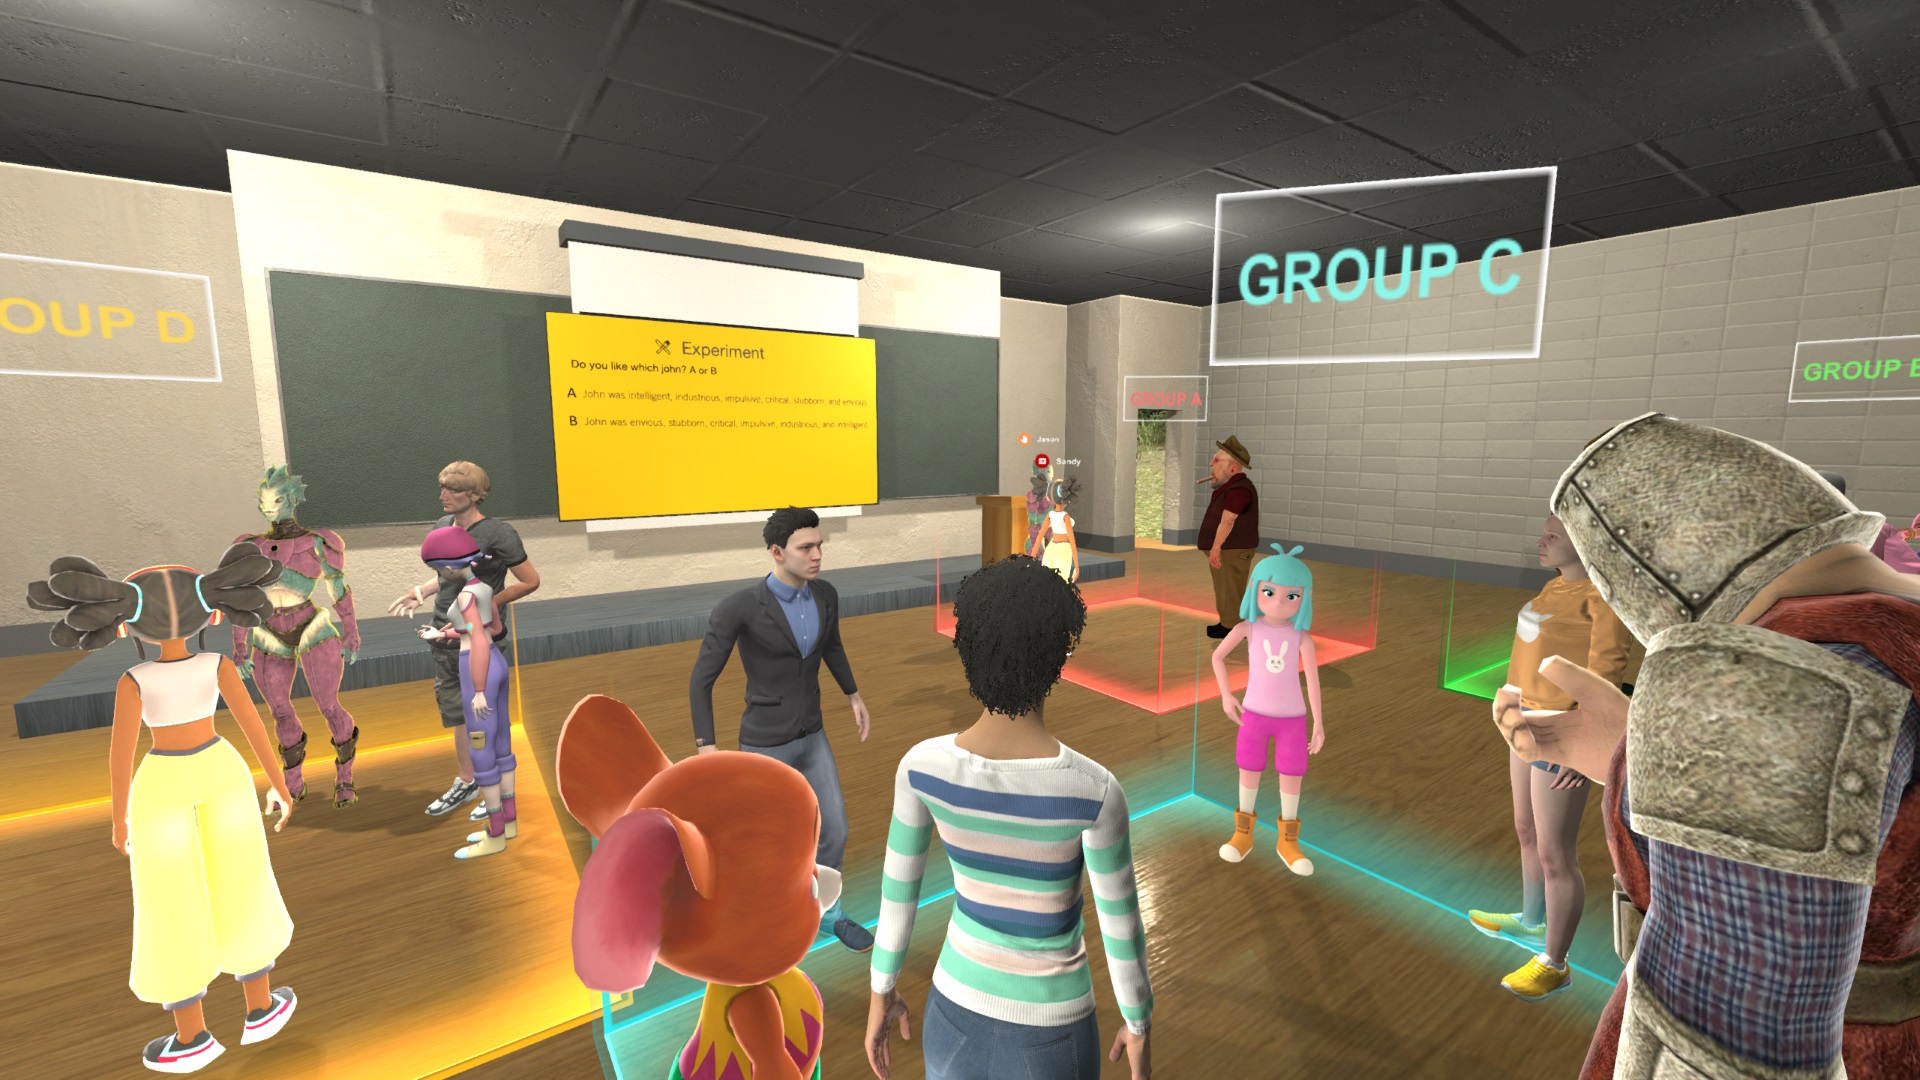 GROUP C
OUP D
GROUP
GROUP A
Experiment
Do you like which john? A or B
A John was intelligent, industrious, impulsive, critical, stubborn, and envious.
B John was envious, stubborn, critical, impulsive, industrious, and intelligent.
Jason
Sandy